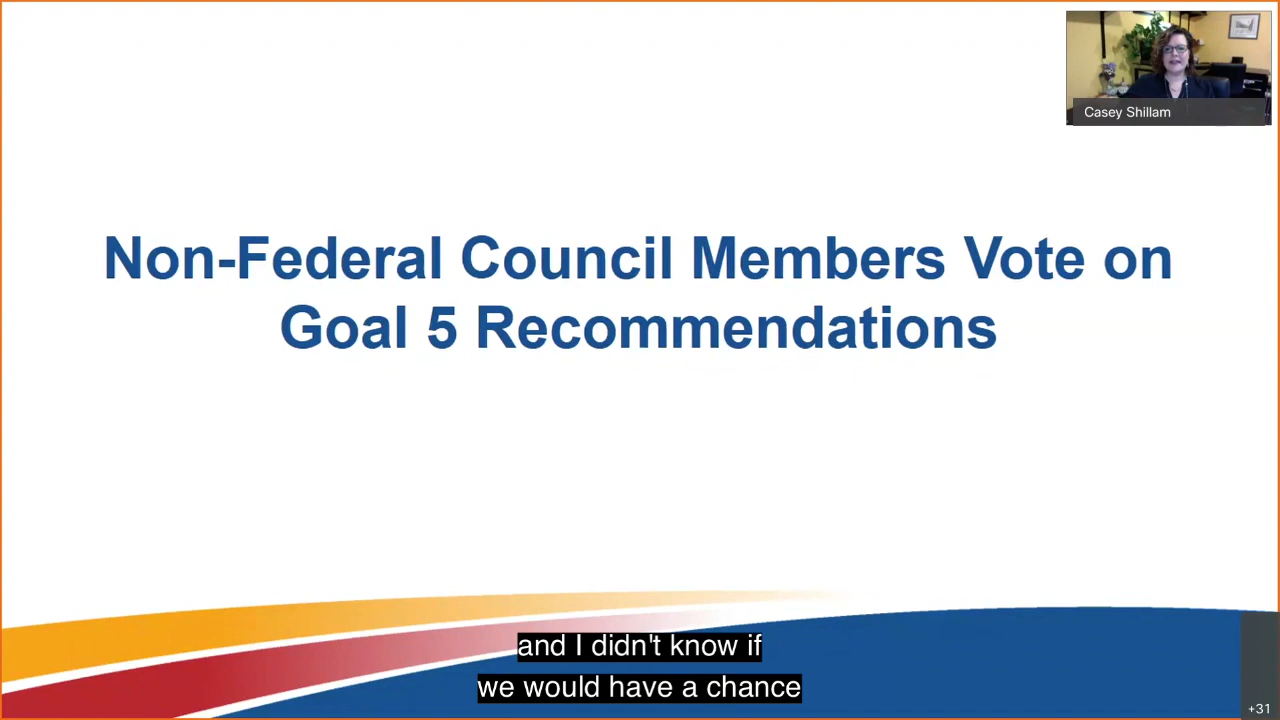 Casey Shillam
Non-Federal Council Members Vote on
Goal 5 Recommendations
and I didn't know if
we would have a chance
+31